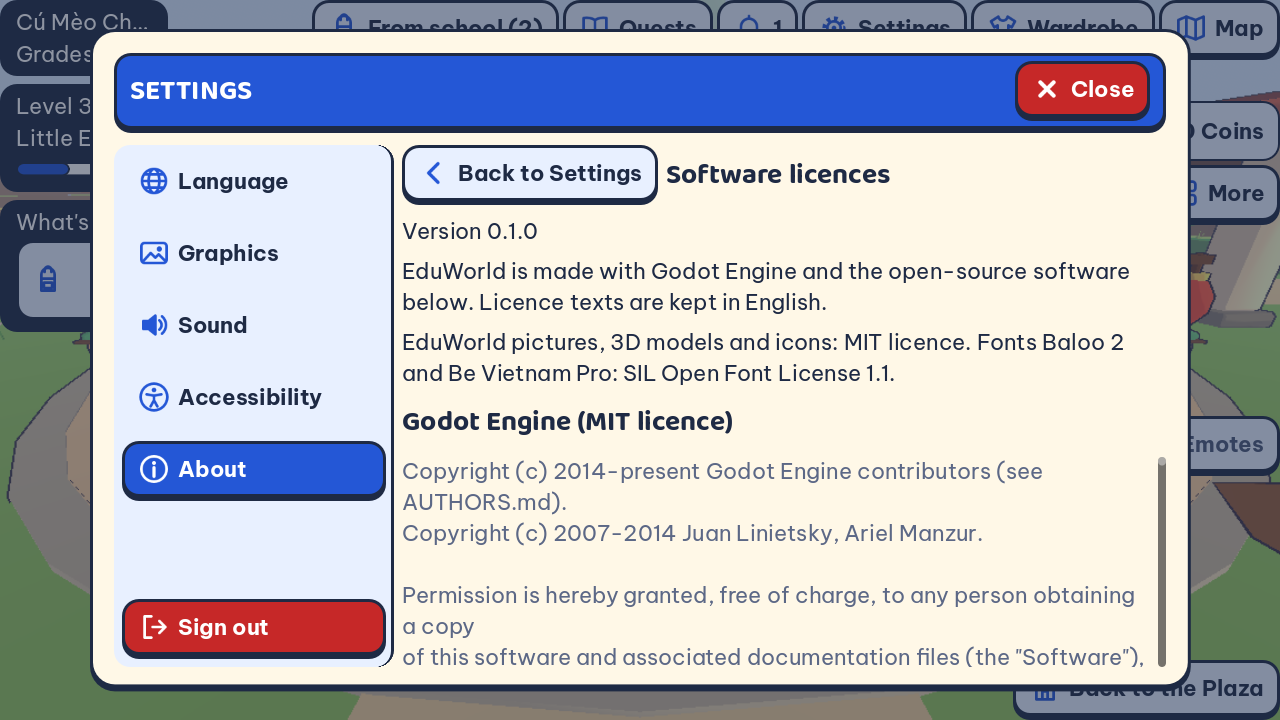 Cú Mèo Ch...
Grades
From school (2)
Quests
1
Settings
Wardrobe
Map
SETTINGS
Close
Level 3
Little E
Coins
More
What's
Language
Graphics
Sound
Accessibility
About
Sign out
Back to Settings
Software licences
Version 0.1.0
EduWorld is made with Godot Engine and the open-source software
below. Licence texts are kept in English.
EduWorld pictures, 3D models and icons: MIT licence. Fonts Baloo 2
and Be Vietnam Pro: SIL Open Font License 1.1.
Godot Engine (MIT licence)
Copyright (c) 2014-present Godot Engine contributors (see
AUTHORS.md).
Copyright (c) 2007-2014 Juan Linietsky, Ariel Manzur.
Permission is hereby granted, free of charge, to any person obtaining
a copy
of this software and associated documentation files (the "Software"),
Emotes
Back to the Plaza